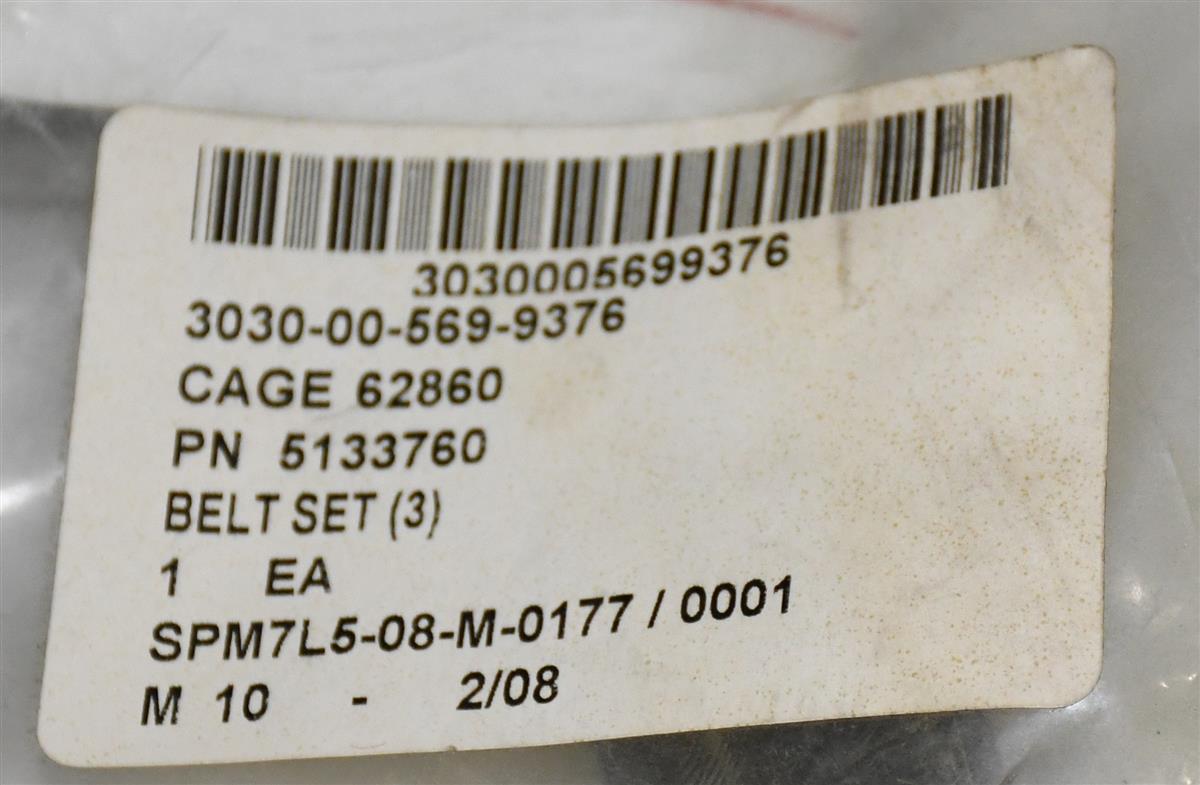 3030005699376
3030-00-569-9376
CAGE 62860
PN 5133760
BELT SET (3)
1 EA
SPM7L5-08-M-0177 / 0001
M 10 - 2/08